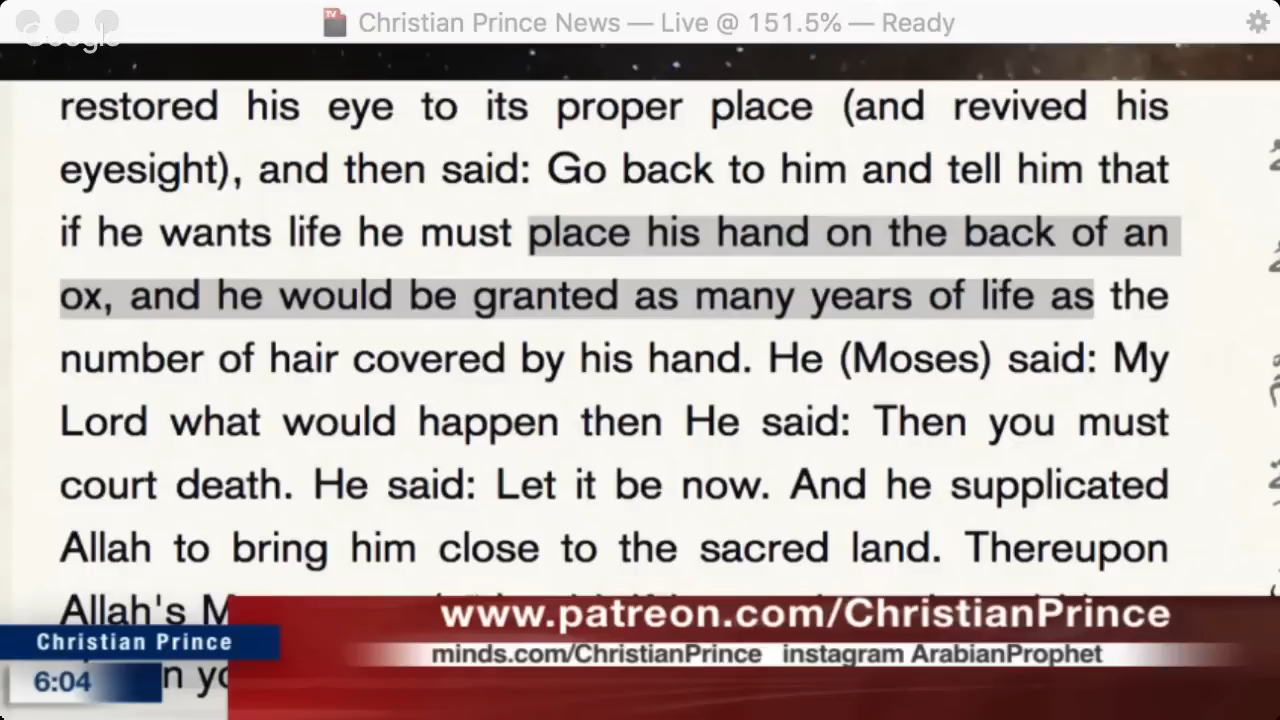 Christian Prince News — Live @ 151.5% — Ready
Google
restored his eye to its proper place (and revived his
eyesight), and then said: Go back to him and tell him that
if he wants life he must place his hand on the back of an
ox, and he would be granted as many years of life as the
number of hair covered by his hand. He (Moses) said: My
Lord what would happen then He said: Then you must
court death. He said: Let it be now. And he supplicated
Allah to bring him close to the sacred land. Thereupon
Allah's
www.patreon.com/ChristianPrince
Christian Prince
minds.com/ChristianPrince instagram ArabianProphet
6:04